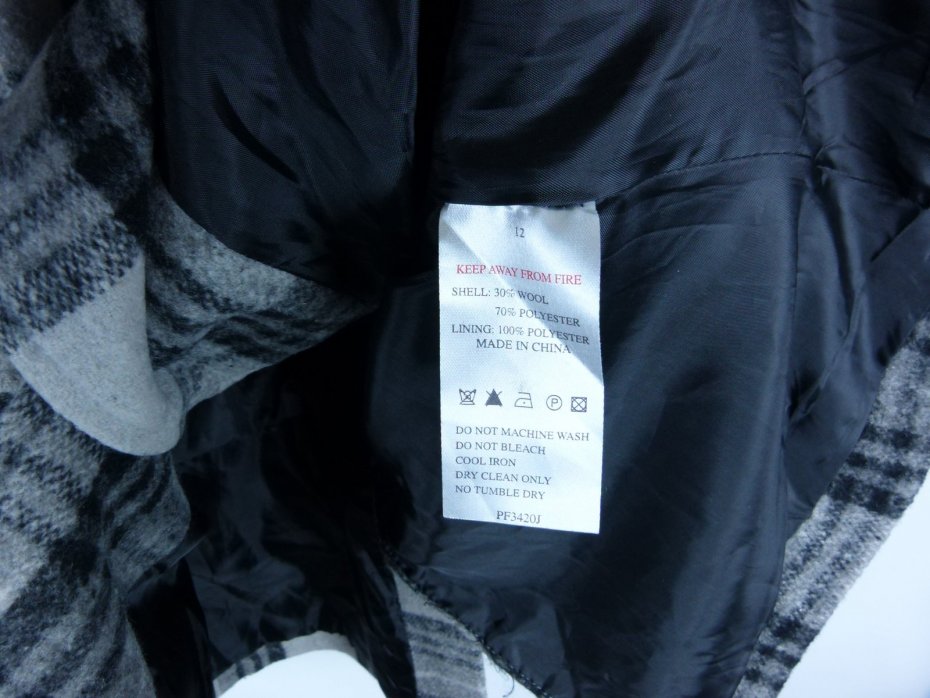 12
KEEP AWAY FROM FIRE
SHELL: 30% WOOL
70% POLYESTER
LINING: 100% POLYESTER
MADE IN CHINA
P
DO NOT MACHINE WASH
DO NOT BLEACH
COOL IRON
DRY CLEAN ONLY
NO TUMBLE DRY
PF3420J